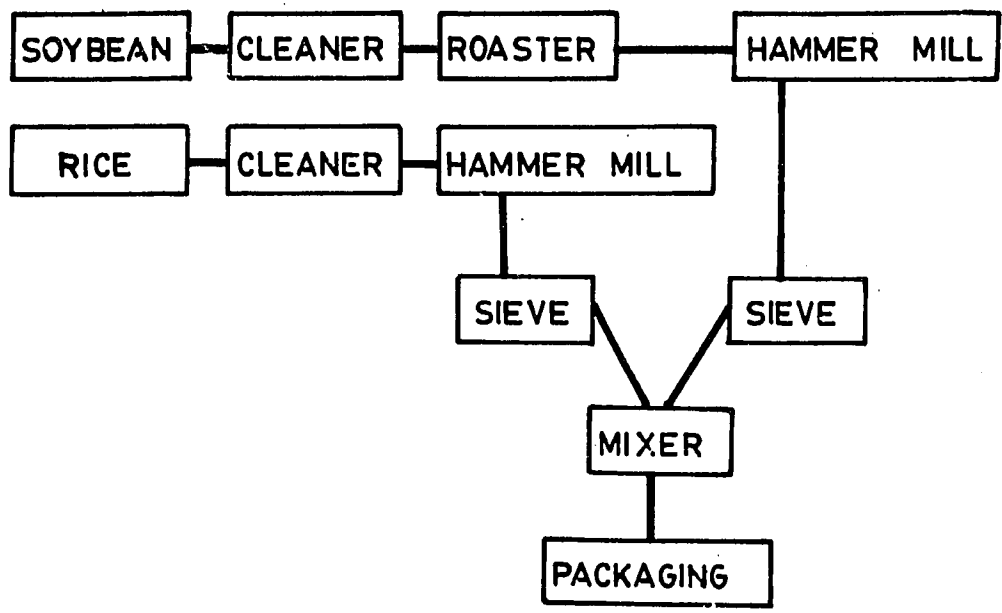 SOYBEAN CLEANER ROASTER HAMMER MILL
RICE CLEANER HAMMER MILL
SIEVE SIEVE
MIXER
PACKAGING